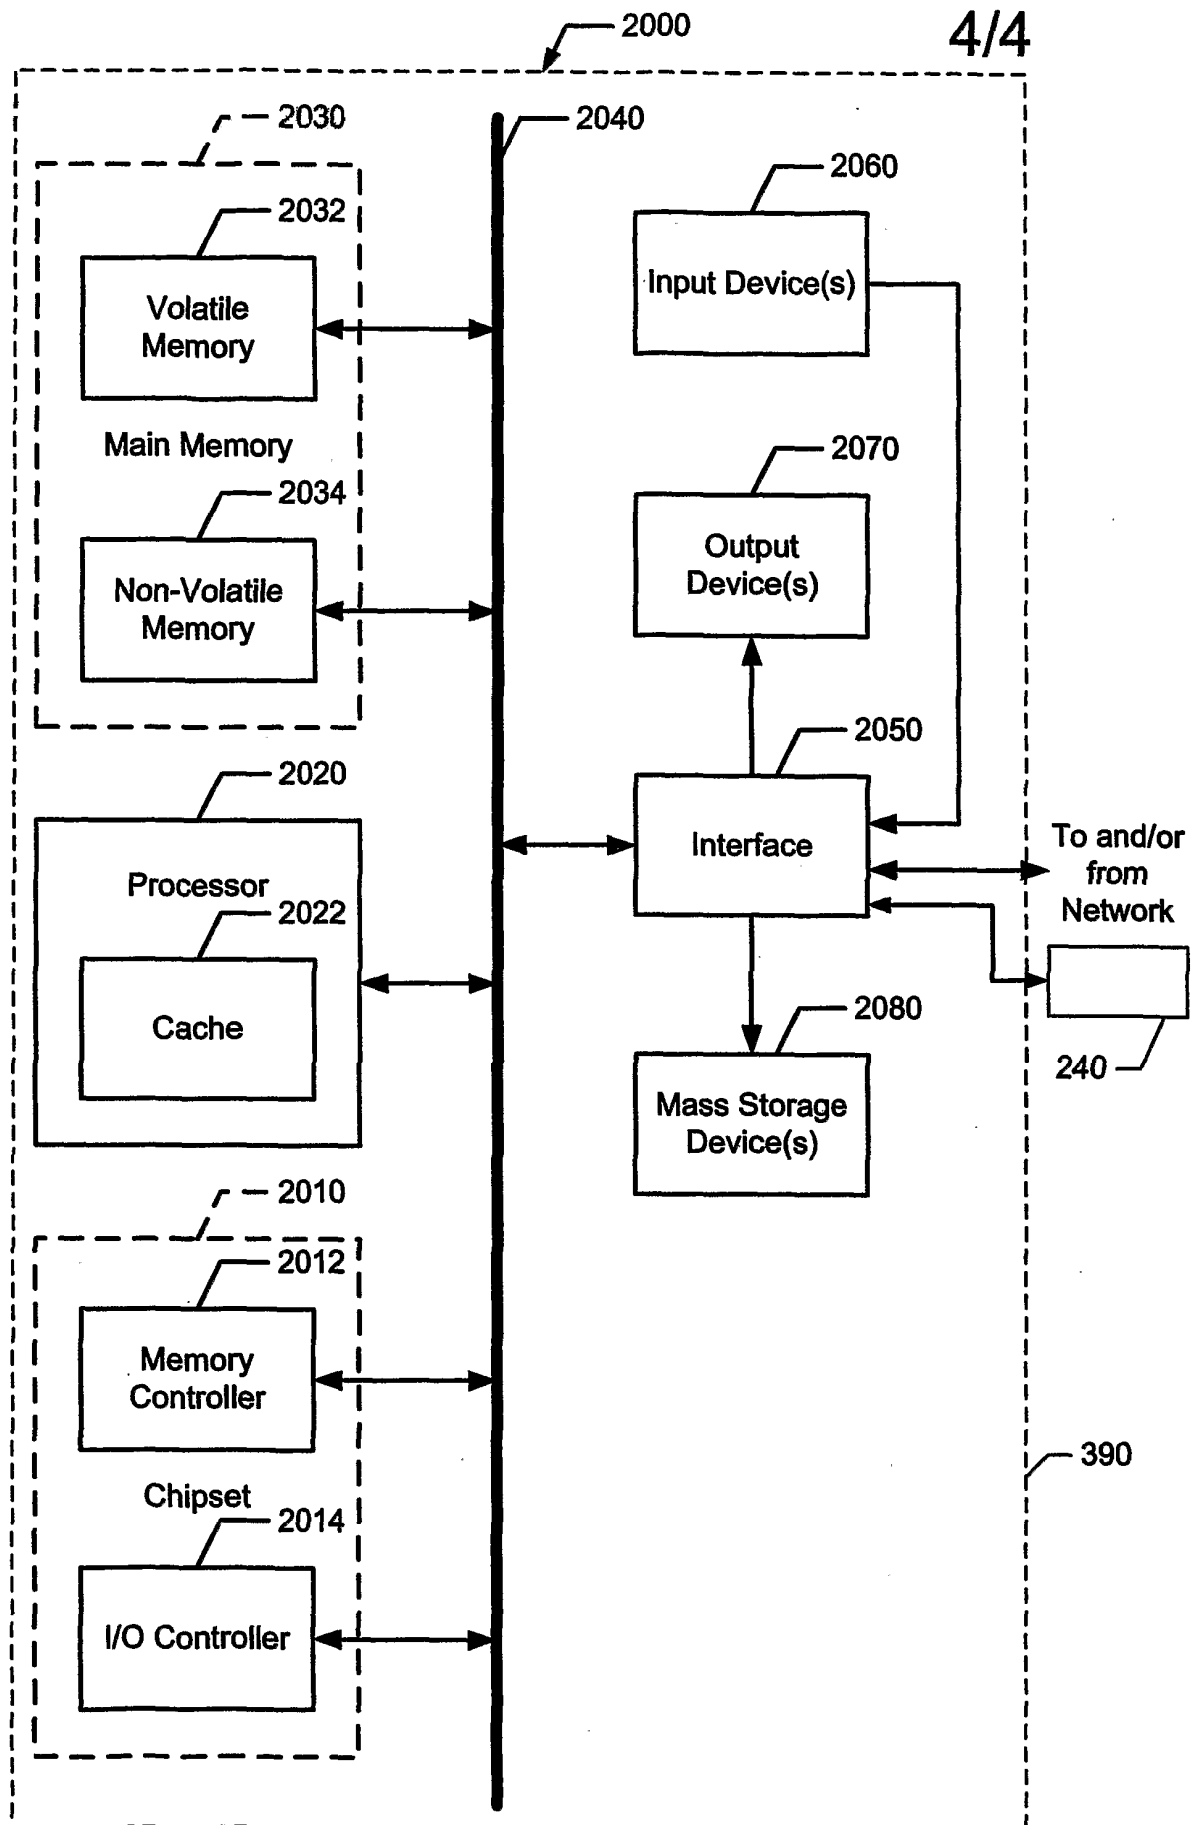 4/4
2000
2030
2040
2060
2032
Input Device(s)
Volatile
Memory
Main Memory
2070
2034
Output
Device(s)
Non-Volatile
Memory
2050
2020
Interface
To and/or
from
Network
Processor
2022
Cache
2080
240
Mass Storage
Device(s)
2010
2012
Memory
Controller
390
Chipset
2014
I/O Controller